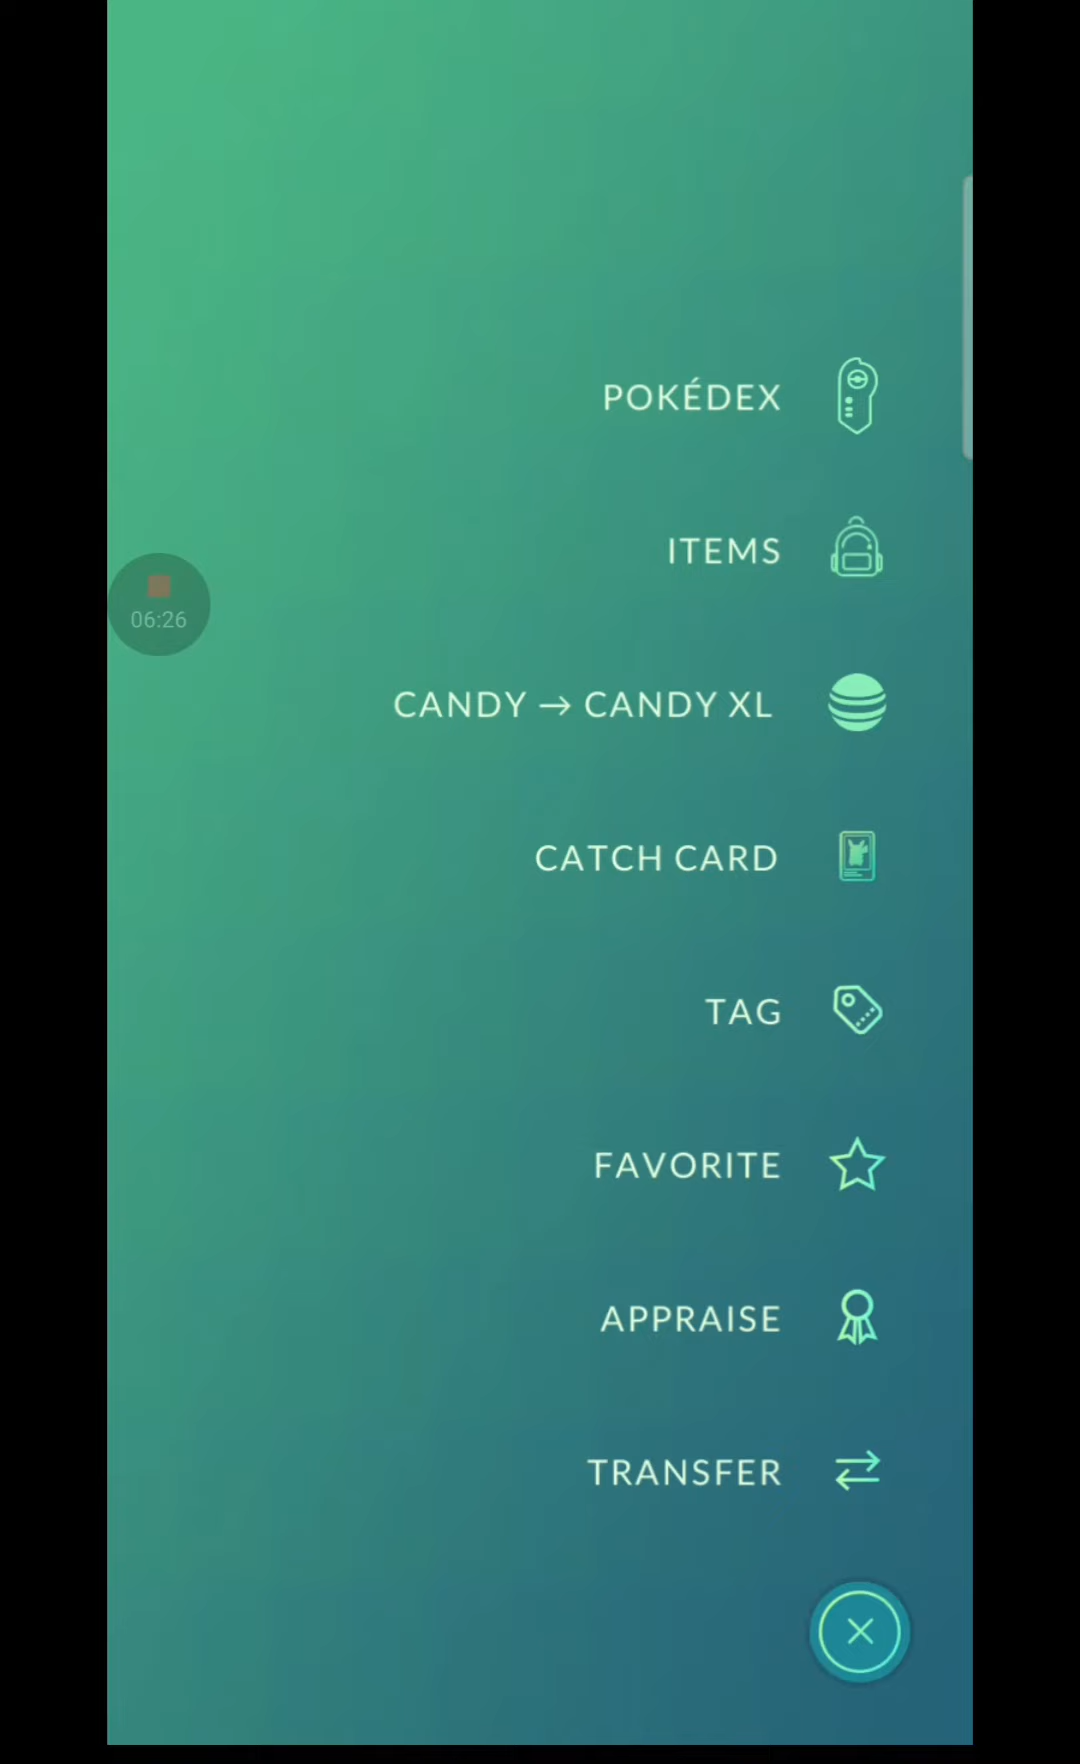 POKÉDEX
ITEMS
06:26
CANDY → CANDY XL
CATCH CARD
TAG
FAVORITE
APPRAISE
TRANSFER